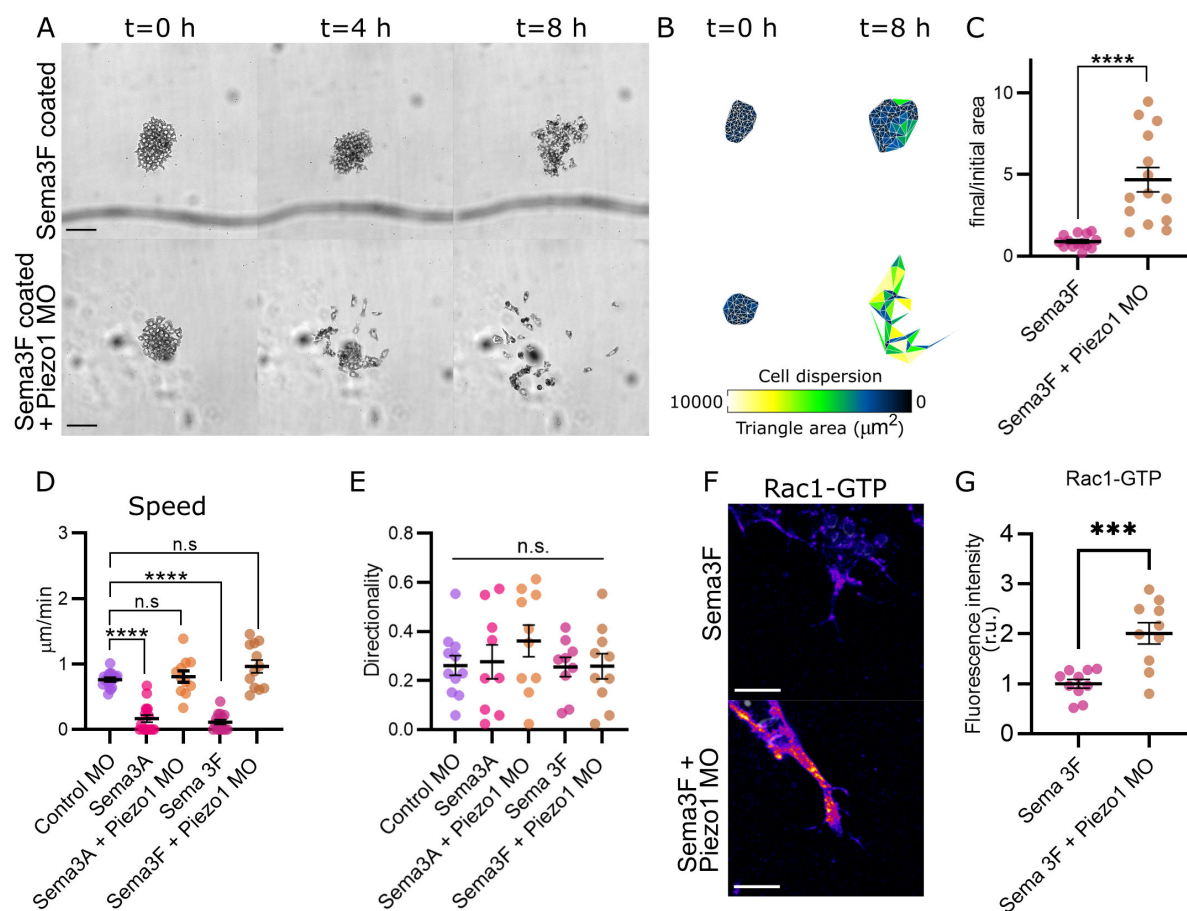 A
t=0 h
t=4 h
t=8 h
Sema3F coated
Sema3F coated
+ Piezo1 MO
B
t=0 h
t=8 h
Cell dispersion
10000
0
Triangle area (μm²)
C
****
final/initial area
10
5
0
Sema3F
Sema3F + Piezo1 MO
D
Speed
μm/min
3
2
1
0
n.s
****
n.s
****
Control MO
Sema3A
Sema3A + Piezo1 MO
Sema 3F
Sema3F + Piezo1 MO
E
Directionality
0.8
0.6
0.4
0.2
0.0
n.s.
Control MO
Sema3A
Sema3A + Piezo1 MO
Sema 3F
Sema3F + Piezo1 MO
F
Rac1-GTP
Sema3F
Sema3F +
Piezo1 MO
G
Rac1-GTP
Fluorescence intensity
(r.u.)
4
3
2
1
0
***
Sema 3F
Sema 3F + Piezo1 MO